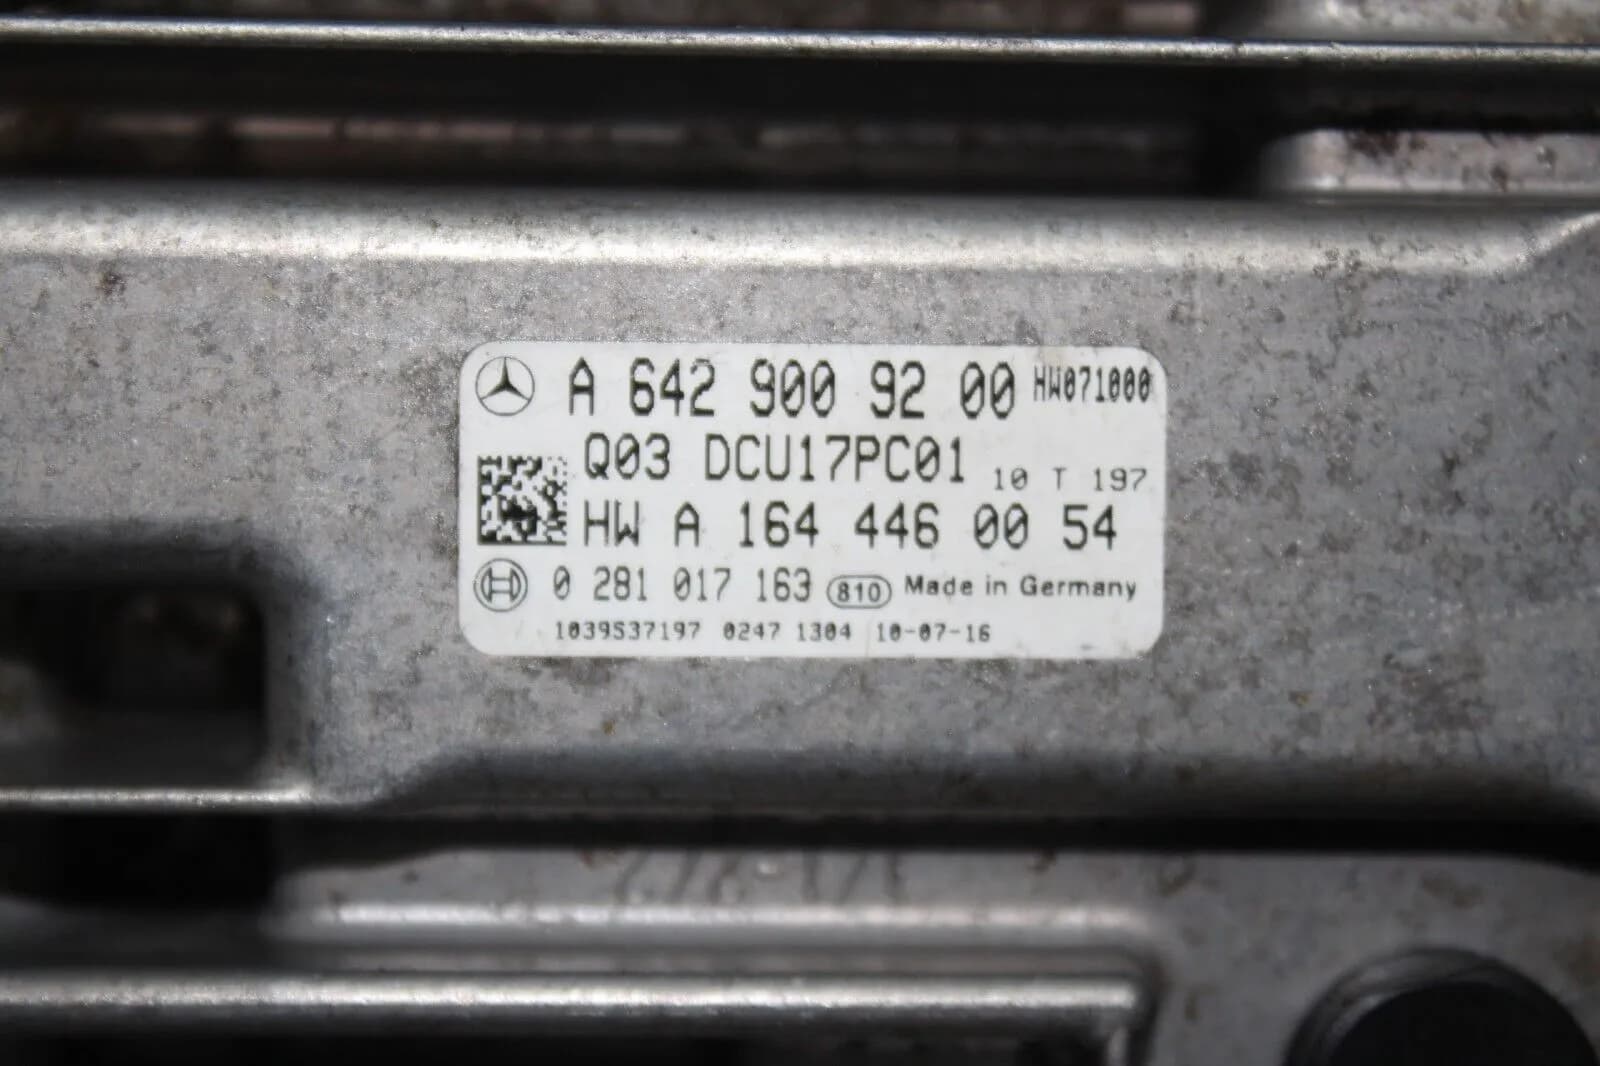 A 642 900 92 00 HW071000
Q03 DCU17PC01 10 T 197
HW A 164 446 00 54
0 281 017 163 810 Made in Germany
1039S37197 0247 1304 10-07-16